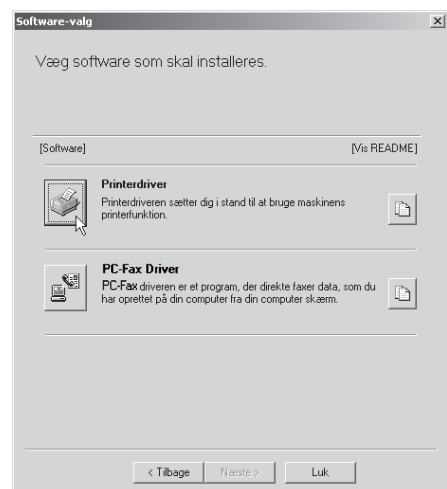 Software-valg
Væg software som skal installeres.
[Software] [Vis README]
Printerdriver
Printerdriveren sætter dig i stand til at bruge maskinens
printerfunktion.
PC-Fax Driver
PC-Fax driveren er et program, der direkte faxer data, som du
har oprettet på din computer fra din computer skærm.
< Tilbage Næste > Luk